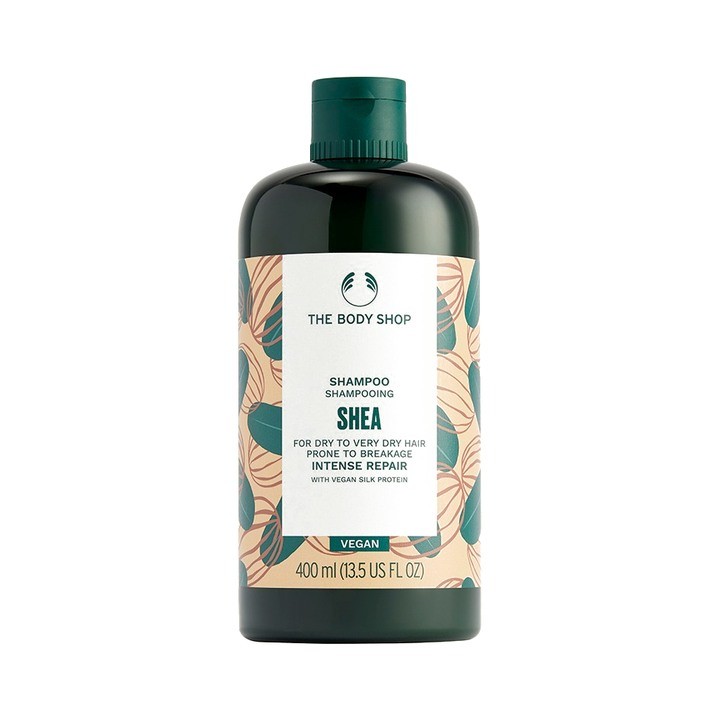 THE BODY SHOP
SHAMPOO
SHAMPOOING
SHEA
FOR DRY TO VERY DRY HAIR
PRONE TO BREAKAGE
INTENSE REPAIR
WITH VEGAN SILK PROTEIN
VEGAN
400 ml (13.5 US FL OZ)